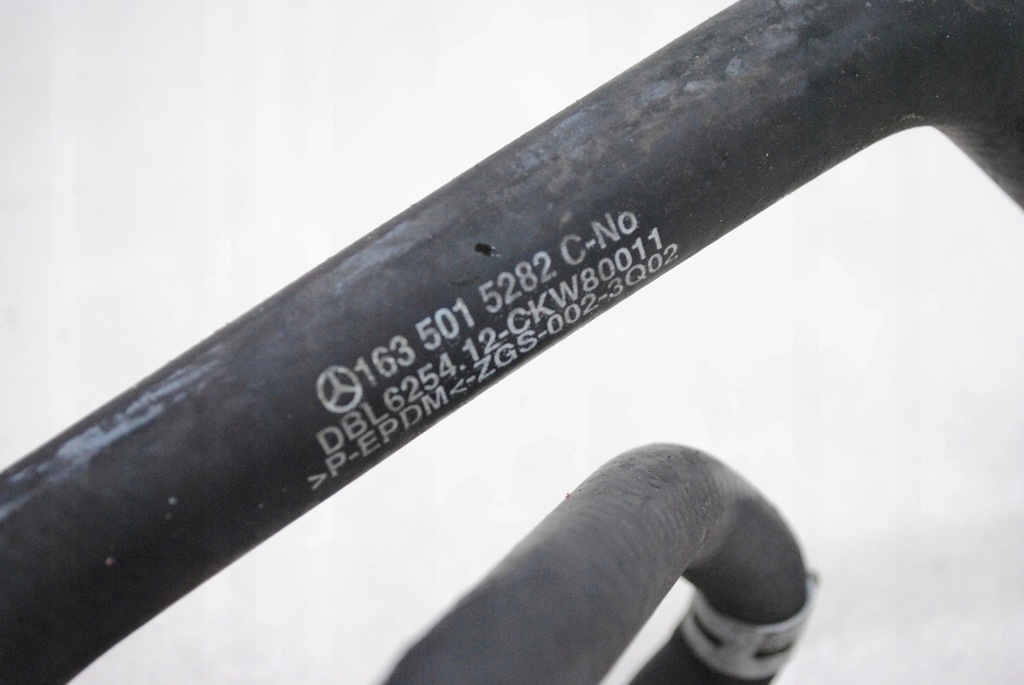 163 501 5282 C-No
DBL6254.12-CKW80011
>P-EPDM<-ZGS-002-3Q02